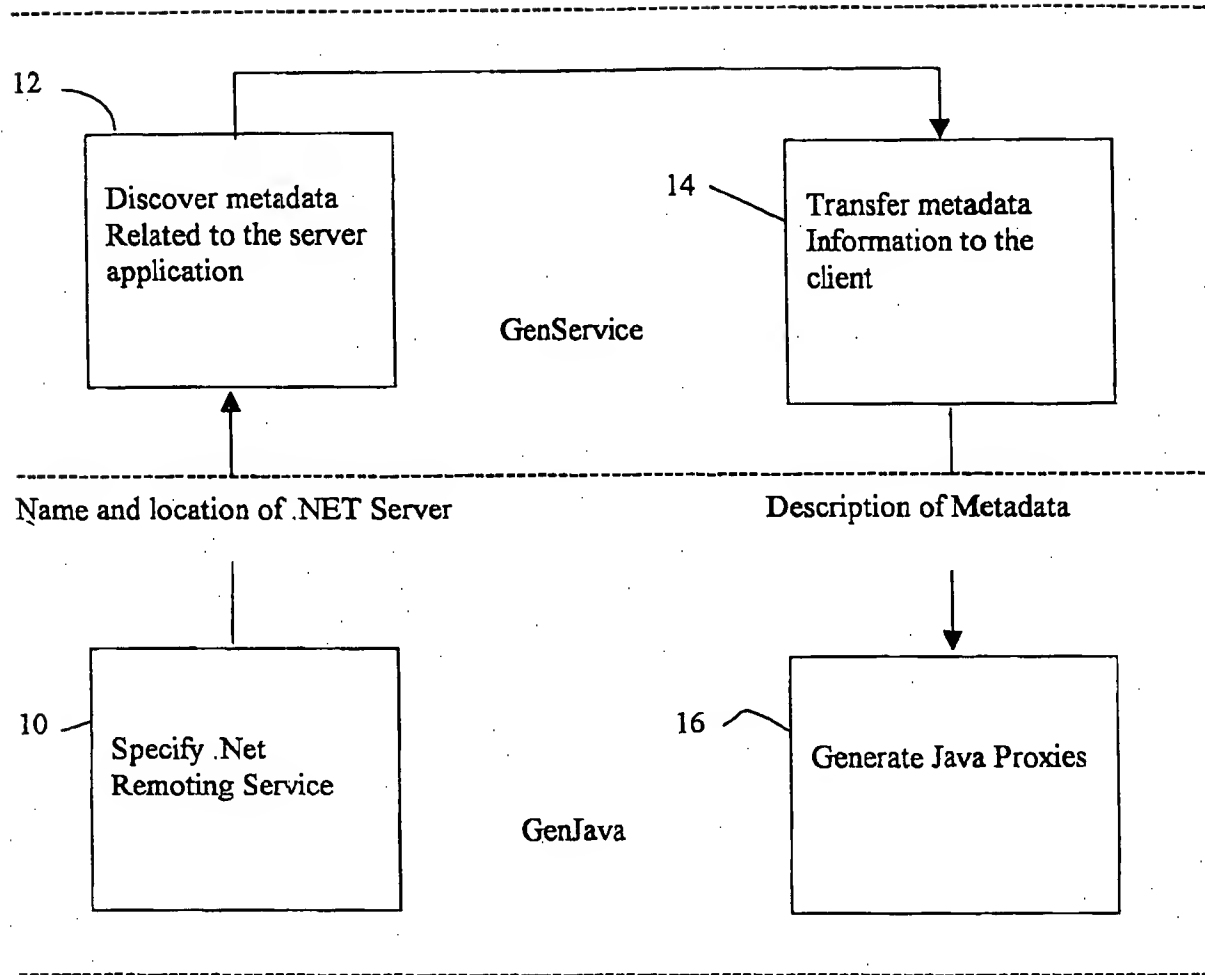 12
Discover metadata
Related to the server
application
14
Transfer metadata
Information to the
client
GenService
Name and location of .NET Server
Description of Metadata
10
Specify .Net
Remoting Service
16
Generate Java Proxies
GenJava